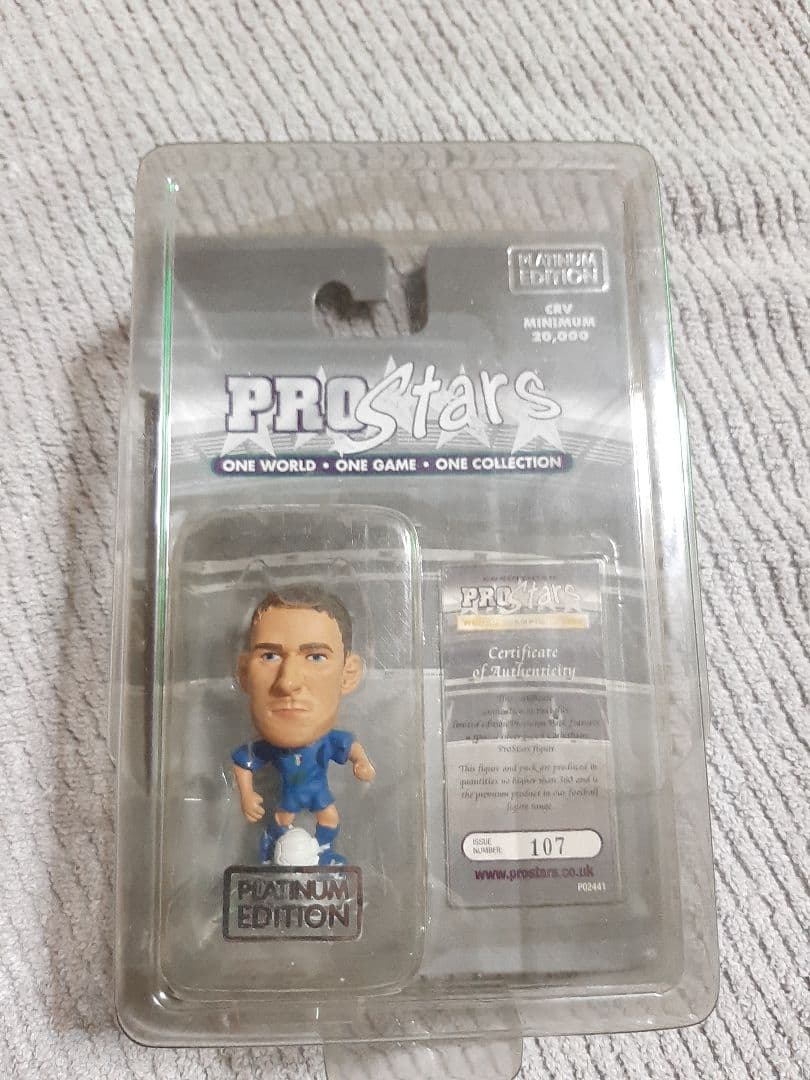 PLATINUM
EDITION
CRV
MINIMUM
20,000
PROStars
ONE WORLD • ONE GAME • ONE COLLECTION
PROStars
Certificate
of Authenticity
ProStars figure.
This figure and pack are produced in
quantities no higher than 360 and is
the premium product in our football
figure range.
ISSUE
NUMBER: 107
www.prostars.co.uk
P02441
PLATINUM
EDITION